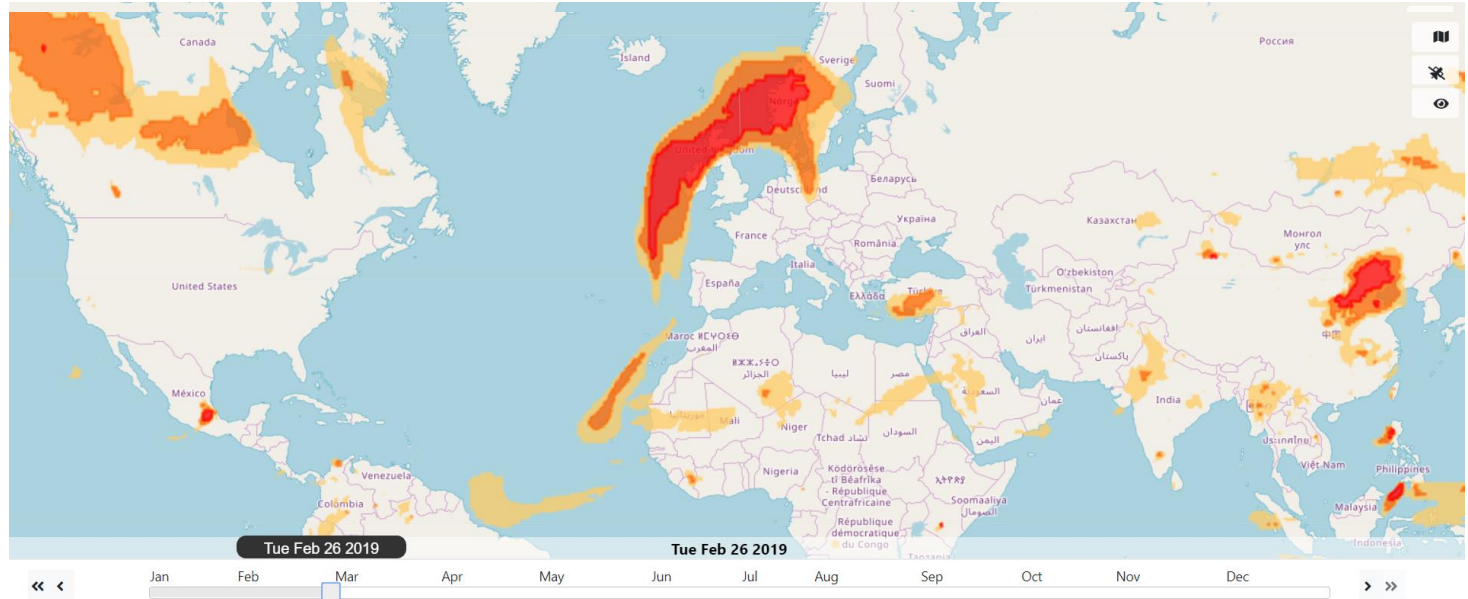 Canada
Ísland
Sverige
Suomi
Norge
Россия
United Kingdom
Беларусь
Deutschland
Україна
Казахстан
Монгол
улс
France
România
Italia
O'zbekiston
Türkmenistan
United States
España
Ελλάδα
Türkiye
中国
Maroc ⵍⵎⵖⵔⵉⴱ
المغرب
العراق
ایران
افغانستان
پاکستان
الجزائر
ليبيا
مصر
السعودية
عمان
México
India
موريتانيا
Mali
Niger
Tchad تشاد
السودان
اليمن
ประเทศไทย
Việt Nam
Philippines
Venezuela
Nigeria
Ködörösêse
tî Bêafrîka
- République
Centrafricaine
ኢትዮጵያ
Soomaaliya
الصومال
Colombia
Malaysia
République
démocratique
du Congo
Indonesia
Tanzania
Tue Feb 26 2019
Tue Feb 26 2019
Jan Feb Mar Apr May Jun Jul Aug Sep Oct Nov Dec